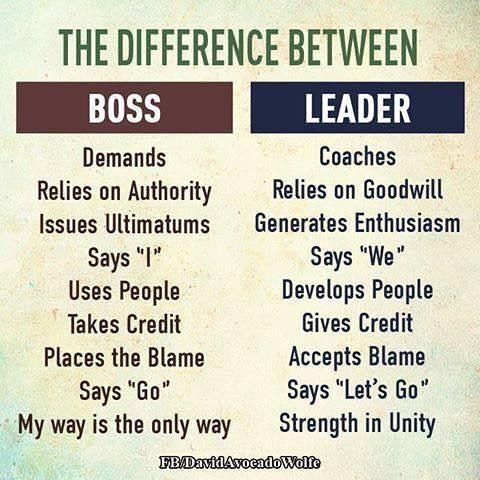 THE DIFFERENCE BETWEEN
BOSS
Demands
Relies on Authority
Issues Ultimatums
Says "I"
Uses People
Takes Credit
Places the Blame
Says "Go"
My way is the only way
LEADER
Coaches
Relies on Goodwill
Generates Enthusiasm
Says "We"
Develops People
Gives Credit
Accepts Blame
Says "Let's Go"
Strength in Unity
FB/DavidAvocadoWolfe